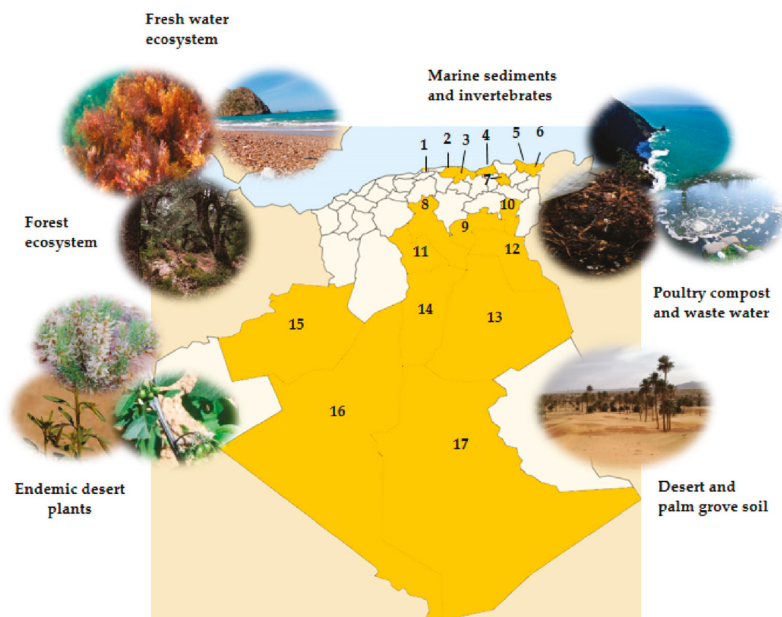 Fresh water
ecosystem
Marine sediments
and invertebrates
1
2
3
4
5
6
7
8
9
10
Forest
ecosystem
11
12
Poultry compost
and waste water
13
14
15
16
17
Endemic desert
plants
Desert and
palm grove soil